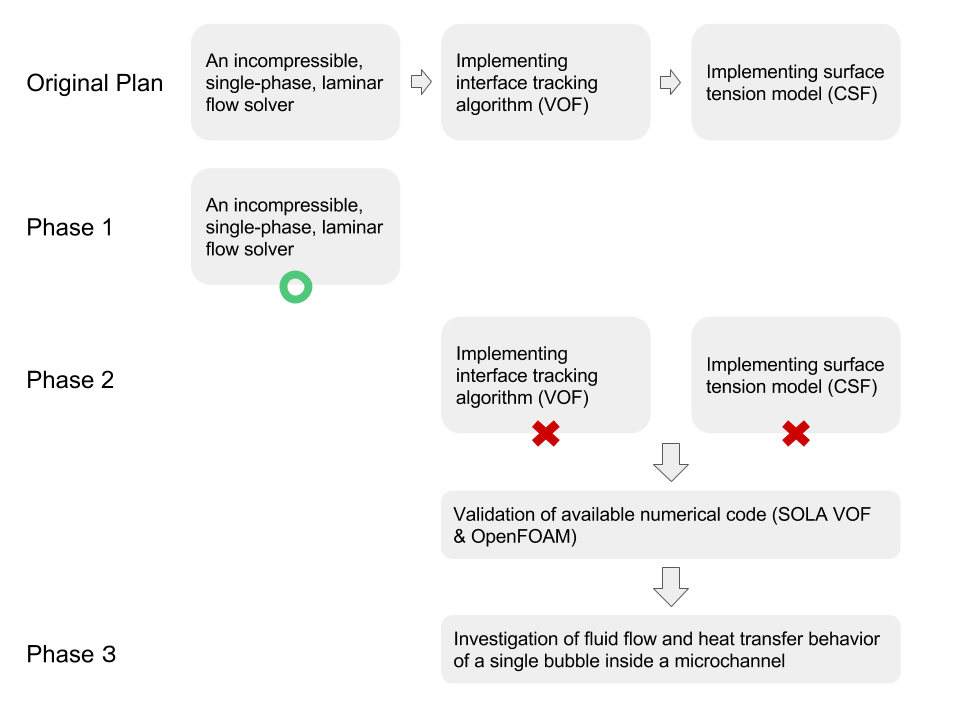 Original Plan
An incompressible,
single-phase, laminar
flow solver
Implementing
interface tracking
algorithm (VOF)
Implementing surface
tension model (CSF)
Phase 1
An incompressible,
single-phase, laminar
flow solver
Phase 2
Implementing
interface tracking
algorithm (VOF)
Implementing surface
tension model (CSF)
Validation of available numerical code (SOLA VOF
& OpenFOAM)
Phase 3
Investigation of fluid flow and heat transfer behavior
of a single bubble inside a microchannel